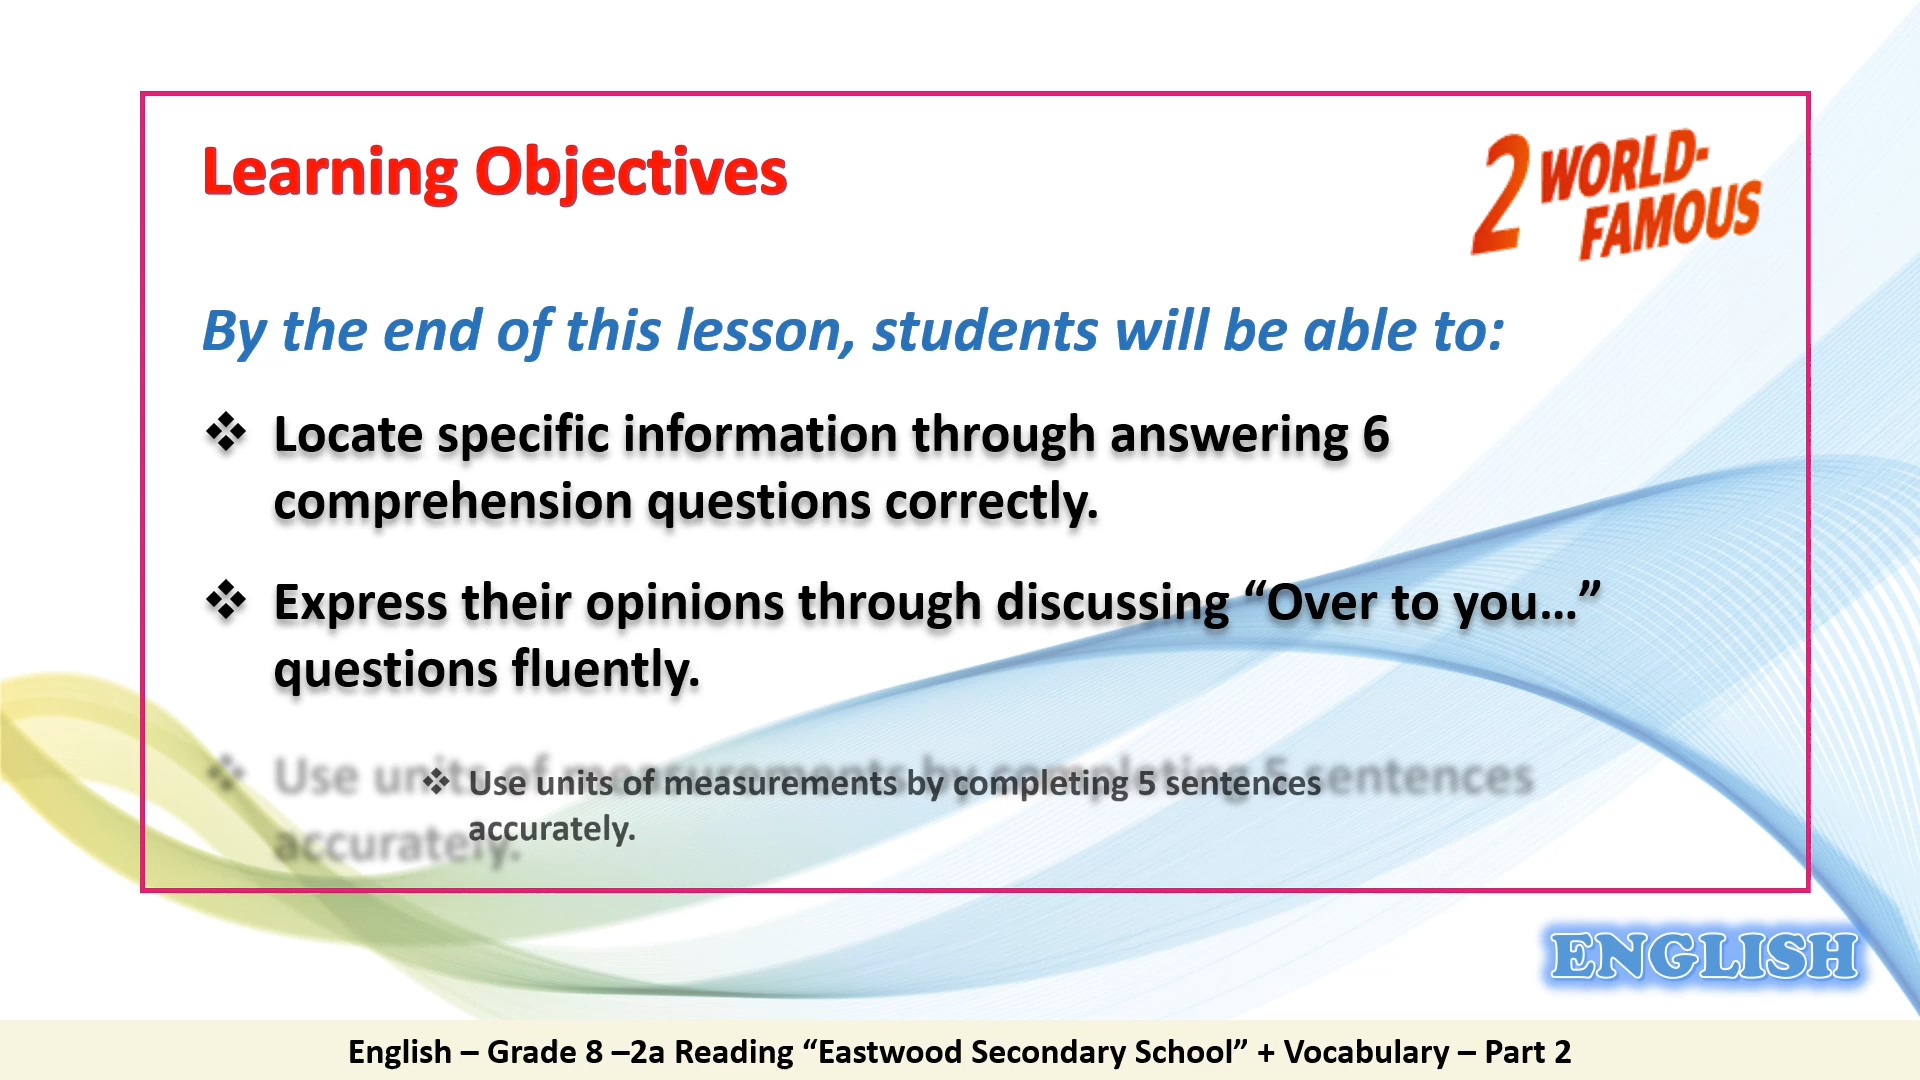 Learning Objectives
2 WORLD-
FAMOUS
By the end of this lesson, students will be able to:
❖ Locate specific information through answering 6
comprehension questions correctly.
❖ Express their opinions through discussing “Over to you…”
questions fluently.
❖ Use units of measurements by completing 5 sentences
accurately.
ENGLISH
English – Grade 8 –2a Reading “Eastwood Secondary School” + Vocabulary – Part 2